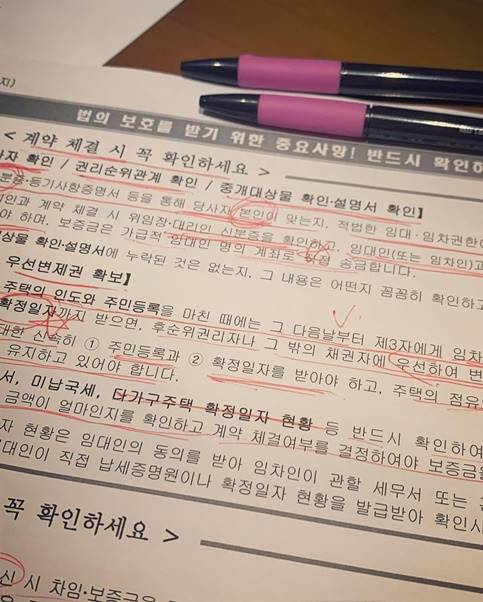 지)
법의 보호를 받기 위한 중요사항! 반드시 확인하
< 계약 체결 시 꼭 확인하세요 >
확인 / 권리순위관계 확인 / 중개대상물 확인·설명서 확인】
신분증·등기사항증명서 등을 통해 당사자 본인이 맞는지, 적법한 임대·임차권한이
계약 체결 시 위임장·대리인 신분증을 확인하고, 임대인(또는 임차인)과
하며, 보증금은 가급적 임대인 명의 계좌로 직접 송금합니다.
확인·설명서에 누락된 것은 없는지, 그 내용은 어떤지 꼼꼼히 확인하고
우선변제권 확보】
주택의 인도와 주민등록을 마친 때에는 그 다음날부터 제3자에게 임차
확정일자까지 받으면, 후순위권리자나 그 밖의 채권자에 우선하여 변
신속히 ① 주민등록과 ② 확정일자를 받아야 하고, 주택의 점유
유지하고 있어야 합니다.
미납국세, 다가구주택 확정일자 현황 등 반드시 확인하여
금액이 얼마인지를 확인하고 계약 체결여부를 결정하여야 보증금을
현황은 임대인의 동의를 받아 임차인이 관할 세무서 또는
직접 납세증명원이나 확정일자 현황을 발급받아 확인
꼭 확인하세요 >
시 차임·보증금은